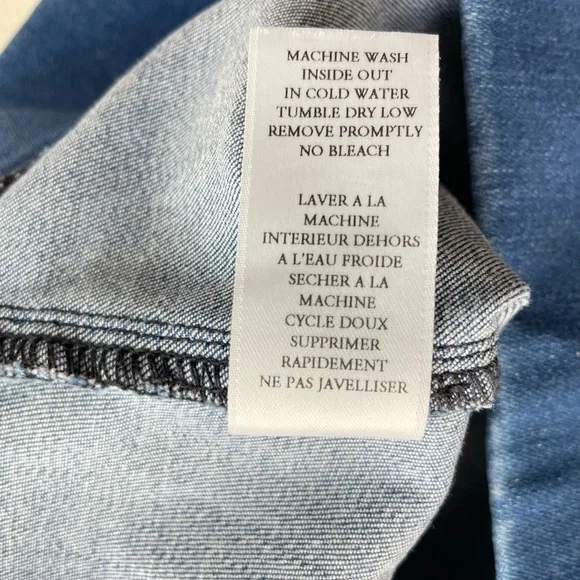 MACHINE WASH
INSIDE OUT
IN COLD WATER
TUMBLE DRY LOW
REMOVE PROMPTLY
NO BLEACH
LAVER A LA
MACHINE
INTERIEUR DEHORS
A L'EAU FROIDE
SECHER A LA
MACHINE
CYCLE DOUX
SUPPRIMER
RAPIDEMENT
NE PAS JAVELLISER